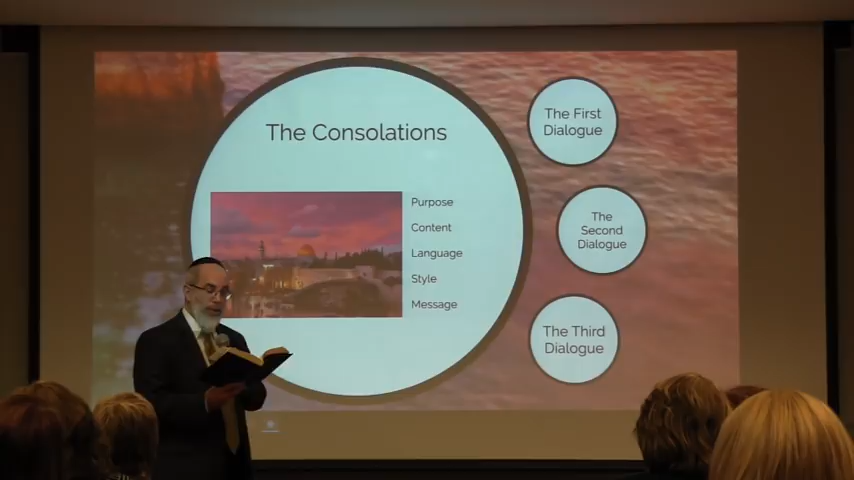 The Consolations
Purpose
Content
Language
Style
Message
The First
Dialogue
The
Second
Dialogue
The Third
Dialogue